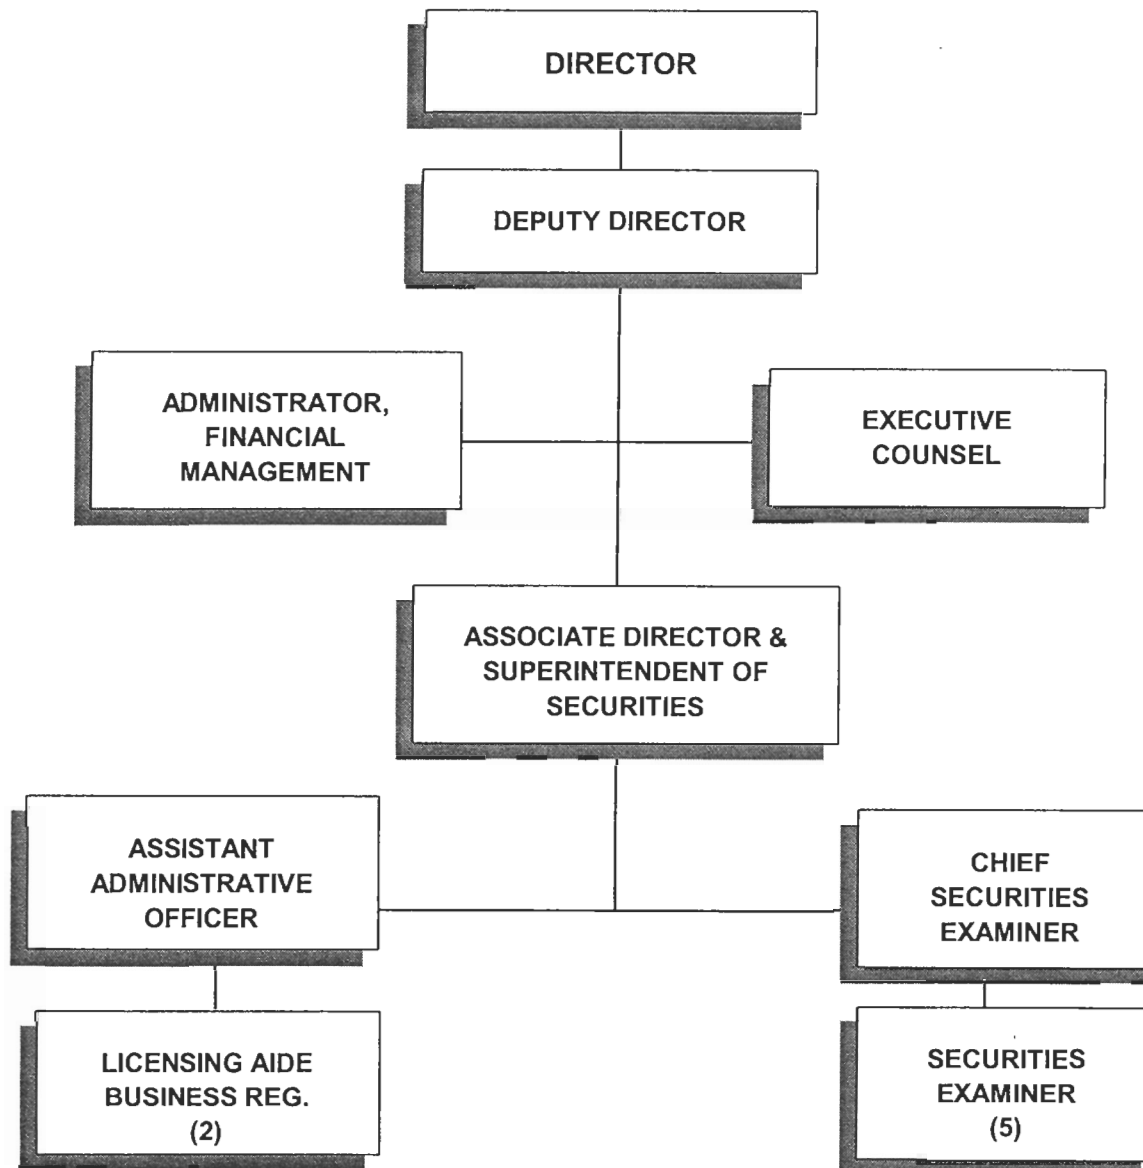 DIRECTOR
DEPUTY DIRECTOR
ADMINISTRATOR,
FINANCIAL
MANAGEMENT
EXECUTIVE
COUNSEL
ASSOCIATE DIRECTOR &
SUPERINTENDENT OF
SECURITIES
ASSISTANT
ADMINISTRATIVE
OFFICER
CHIEF
SECURITIES
EXAMINER
LICENSING AIDE
BUSINESS REG.
(2)
SECURITIES
EXAMINER
(5)